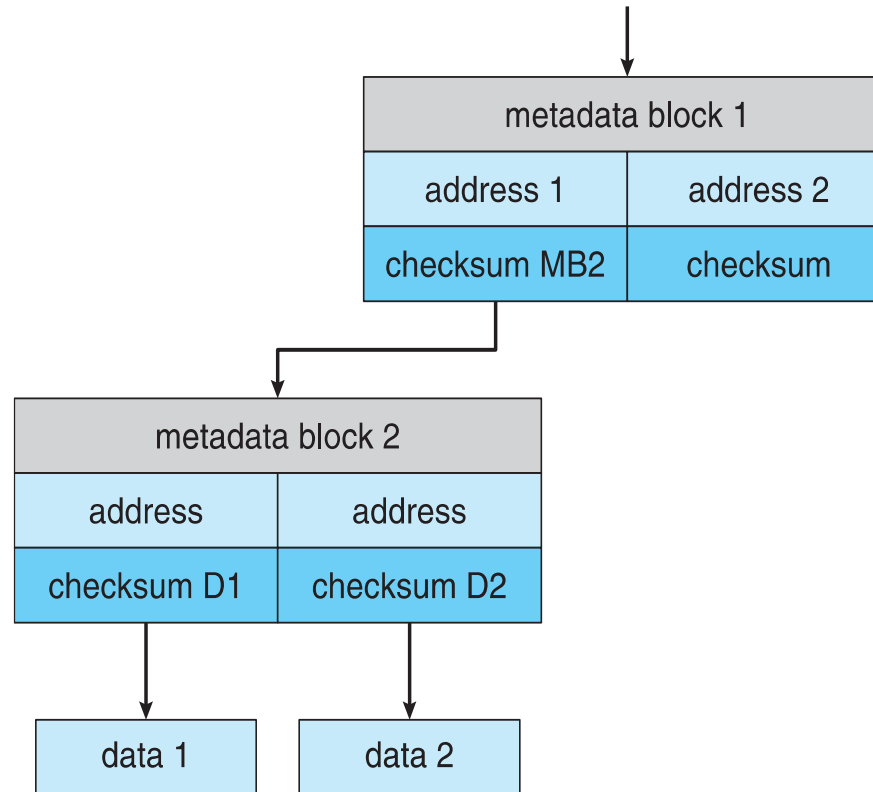 metadata block 1
address 1 address 2
checksum MB2 checksum
metadata block 2
address address
checksum D1 checksum D2
data 1 data 2